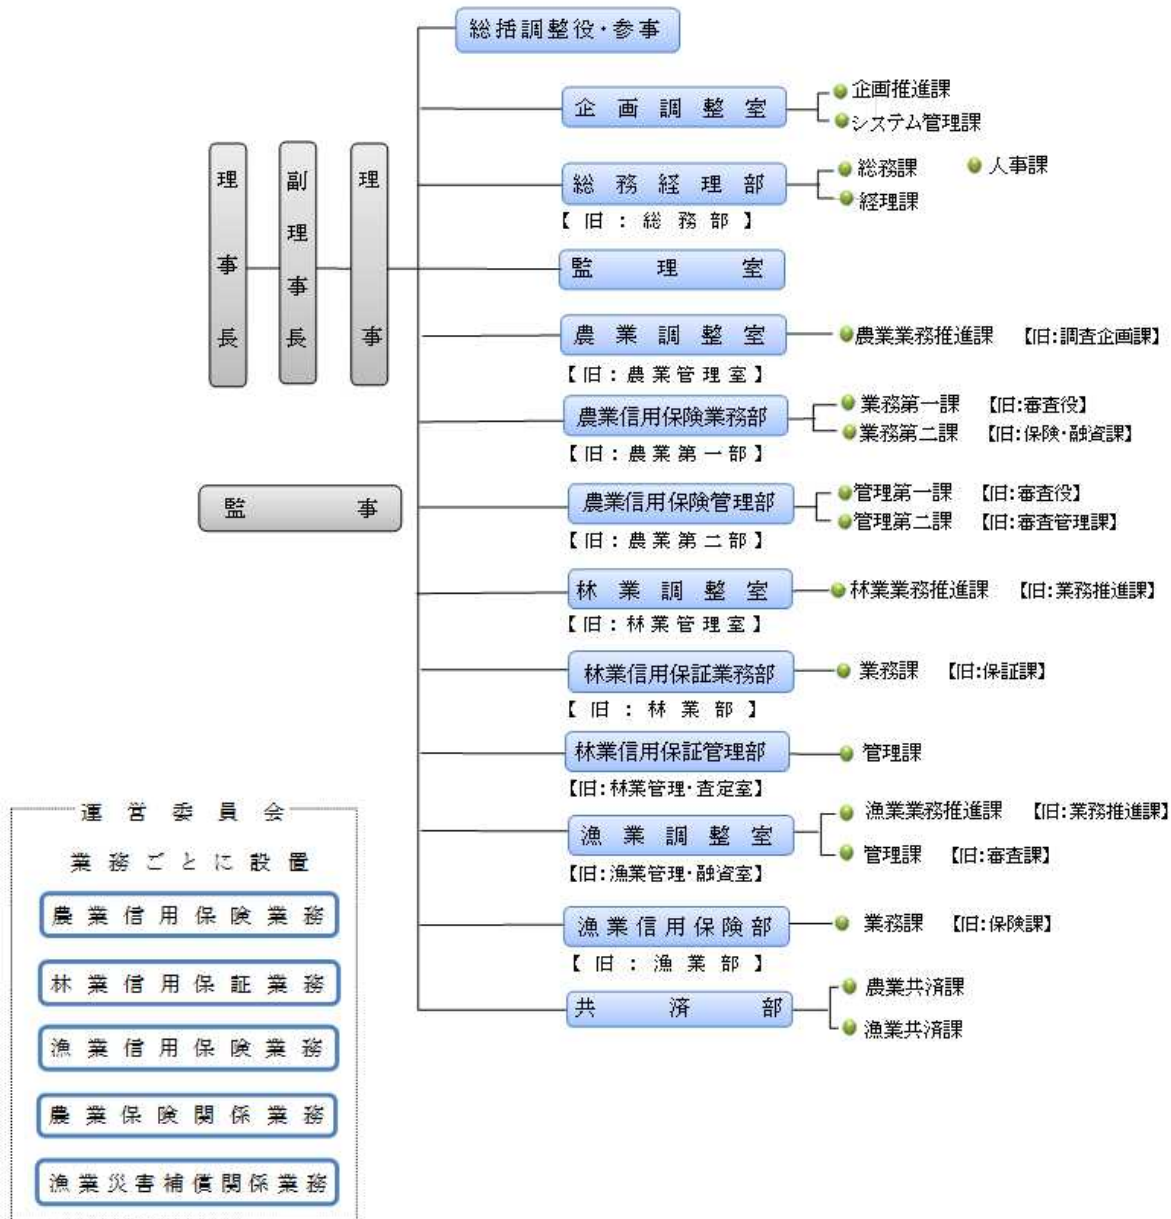 総括調整役・参事
企画調整室
企画推進課
システム管理課
総務経理部
【旧：総務部】
総務課
人事課
経理課
監理室
農業調整室
【旧：農業管理室】
農業業務推進課 【旧：調査企画課】
農業信用保険業務部
【旧：農業第一部】
業務第一課 【旧：審査役】
業務第二課 【旧：保険・融資課】
農業信用保険管理部
【旧：農業第二部】
管理第一課 【旧：審査役】
管理第二課 【旧：審査管理課】
林業調整室
【旧：林業管理室】
林業業務推進課 【旧：業務推進課】
林業信用保証業務部
【旧：林業部】
業務課 【旧：保証課】
林業信用保証管理部
【旧：林業管理・査定室】
管理課
漁業調整室
【旧：漁業管理・融資室】
漁業業務推進課 【旧：業務推進課】
管理課 【旧：審査課】
漁業信用保険部
【旧：漁業部】
業務課 【旧：保険課】
共済部
農業共済課
漁業共済課
理事長
副理事長
理事
監事
運営委員会
業務ごとに設置
農業信用保険業務
林業信用保証業務
漁業信用保険業務
農業保険関係業務
漁業災害補償関係業務